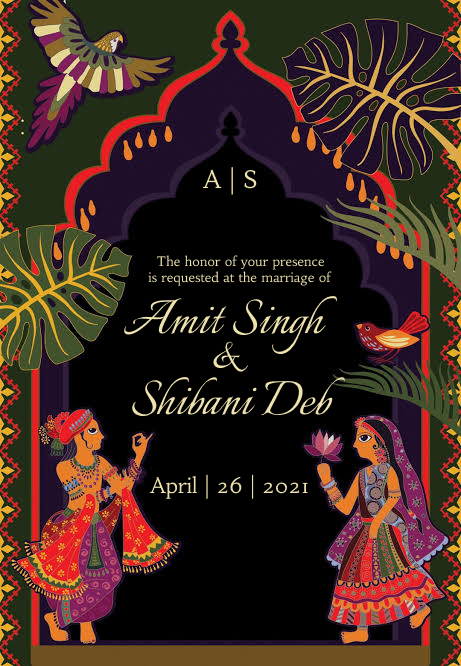 A | S
The honor of your presence
is requested at the marriage of
Amit Singh
&
Shibani Deb
April | 26 | 2021